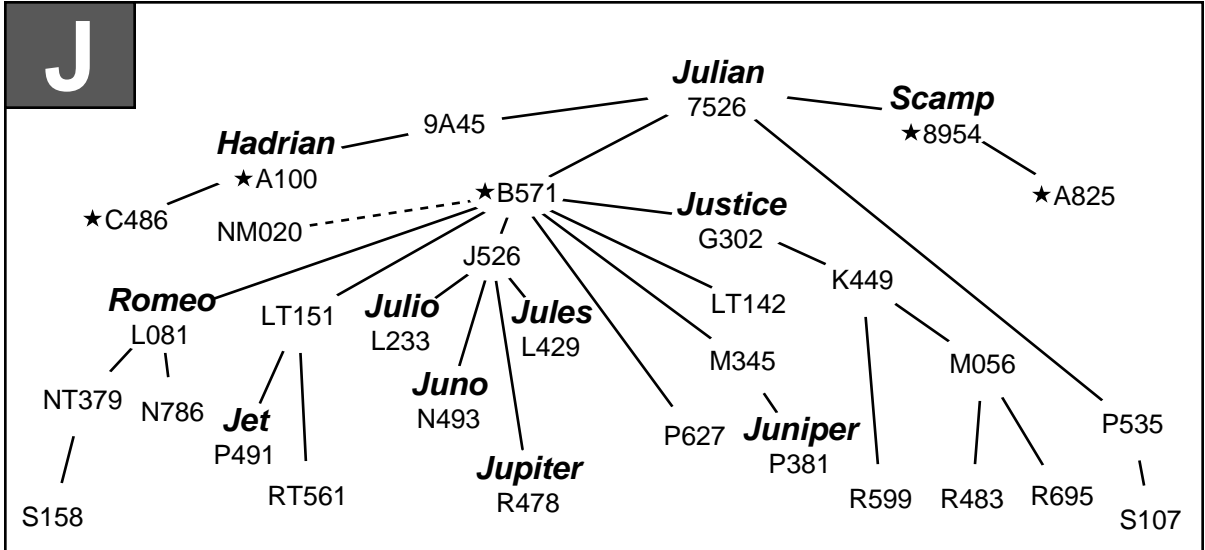 J
Julian
7526
Scamp
★8954
9A45
Hadrian
★A100
★A825
★B571
★C486
NM020
Justice
G302
J526
K449
Romeo
L081
LT151
Julio
L233
Jules
L429
LT142
M345
M056
NT379
N786
Jet
P491
Juno
N493
P627
Juniper
P381
P535
Jupiter
R478
RT561
R599
R483
R695
S158
S107